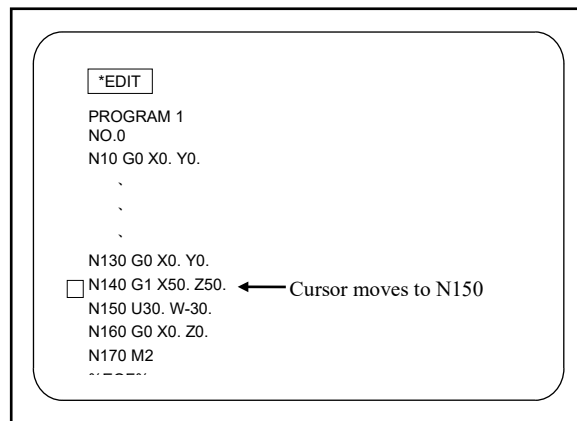 *EDIT
PROGRAM 1
NO.0
N10 G0 X0. Y0.
、
、
、
N130 G0 X0. Y0.
N140 G1 X50. Z50. Cursor moves to N150
N150 U30. W-30.
N160 G0 X0. Z0.
N170 M2